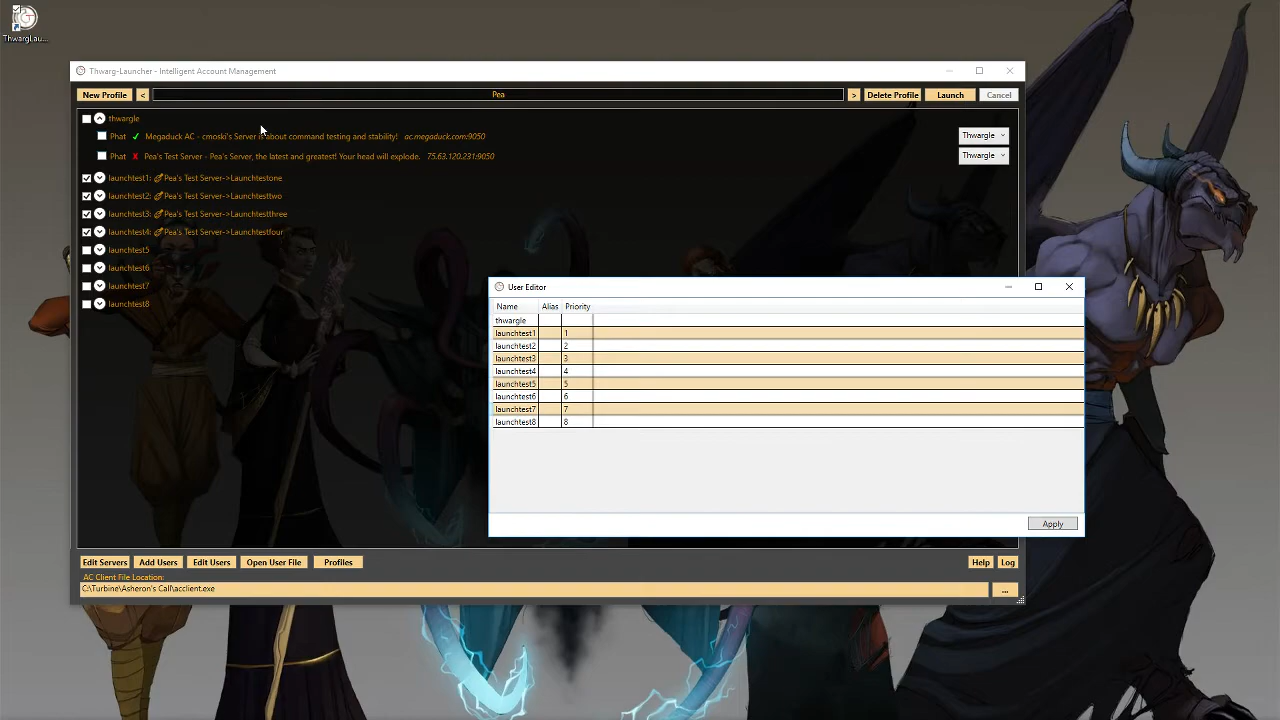 ThwargLau...
Thwarg-Launcher - Intelligent Account Management
New Profile < Pea > Delete Profile Launch Cancel
thwargle
Phat ✓ Megaduck AC - cmoski's Server is about command testing and stability! ac.megaduck.com:9050 Thwargle
Phat X Pea's Test Server - Pea's Server, the latest and greatest! Your head will explode. 75.63.120.231:9050 Thwargle
launchtest1: Pea's Test Server->Launchtestone
launchtest2: Pea's Test Server->Launchtesttwo
launchtest3: Pea's Test Server->Launchtestthree
launchtest4: Pea's Test Server->Launchtestfour
launchtest5
launchtest6
launchtest7
launchtest8
User Editor
Name Alias Priority
thwargle
launchtest1 1
launchtest2 2
launchtest3 3
launchtest4 4
launchtest5 5
launchtest6 6
launchtest7 7
launchtest8 8
Apply
Edit Servers Add Users Edit Users Open User File Profiles Help Log
AC Client File Location:
C:\Turbine\Asheron's Call\acclient.exe ...